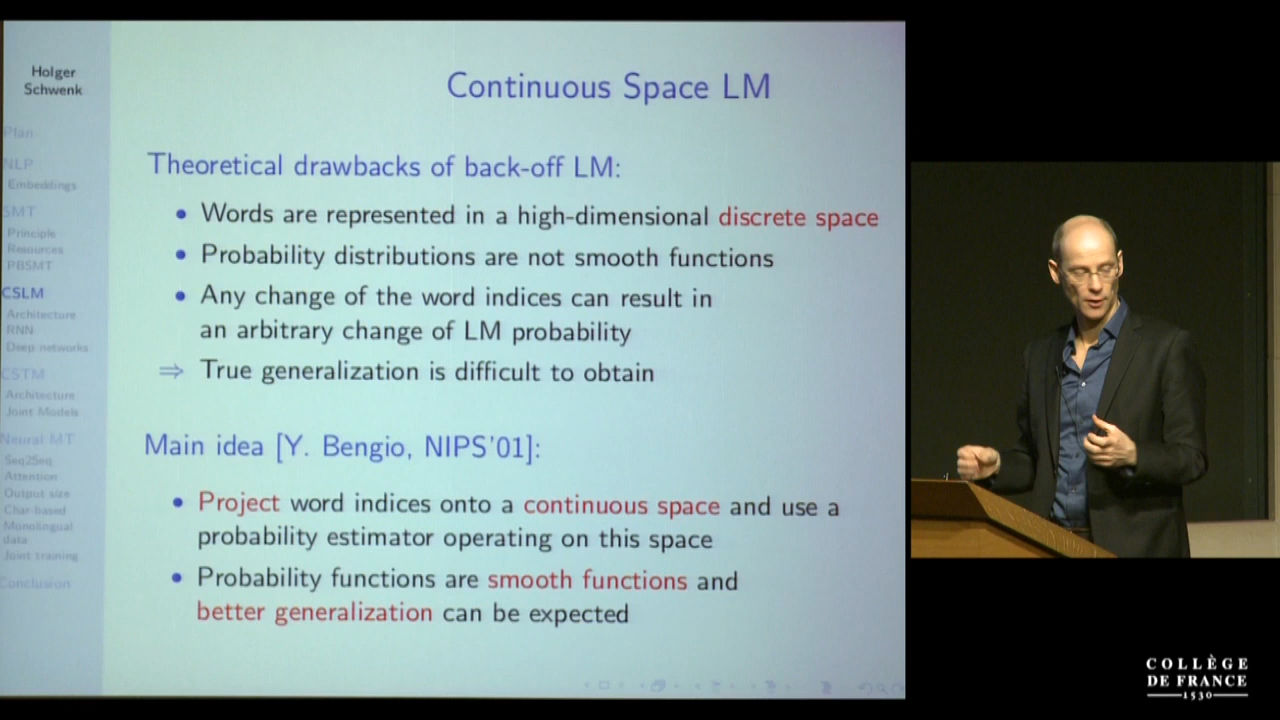 Holger
Schwenk
Plan
NLP
Embeddings
SMT
Principle
Resources
PBSMT
CSLM
Architecture
RNN
Deep networks
CSTM
Architecture
Joint Models
Neural MT
Seq2Seq
Attention
Output size
Char-based
Monolingual
data
Joint training
Conclusion
Continuous Space LM
Theoretical drawbacks of back-off LM:
• Words are represented in a high-dimensional discrete space
• Probability distributions are not smooth functions
• Any change of the word indices can result in
an arbitrary change of LM probability
⇒ True generalization is difficult to obtain
Main idea [Y. Bengio, NIPS'01]:
• Project word indices onto a continuous space and use a
probability estimator operating on this space
• Probability functions are smooth functions and
better generalization can be expected
COLLÈGE
DE FRANCE
1530